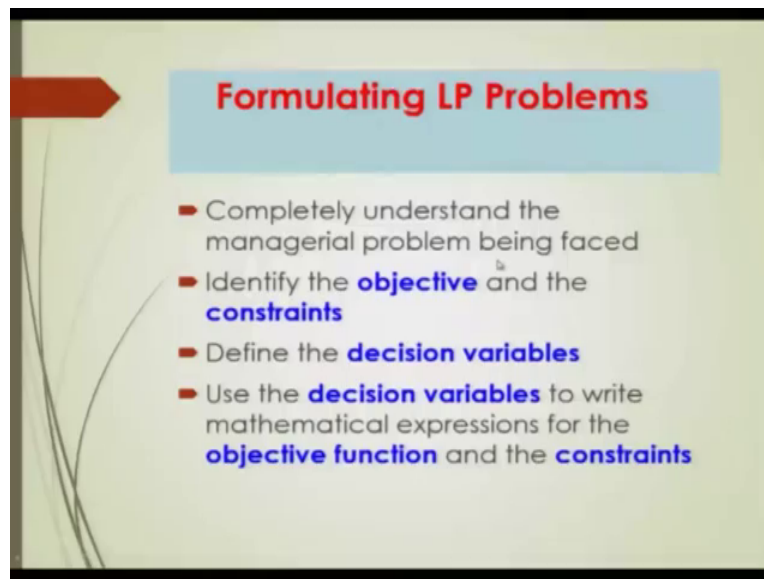 Formulating LP Problems
Completely understand the
managerial problem being faced
Identify the objective and the
constraints
Define the decision variables
Use the decision variables to write
mathematical expressions for the
objective function and the constraints